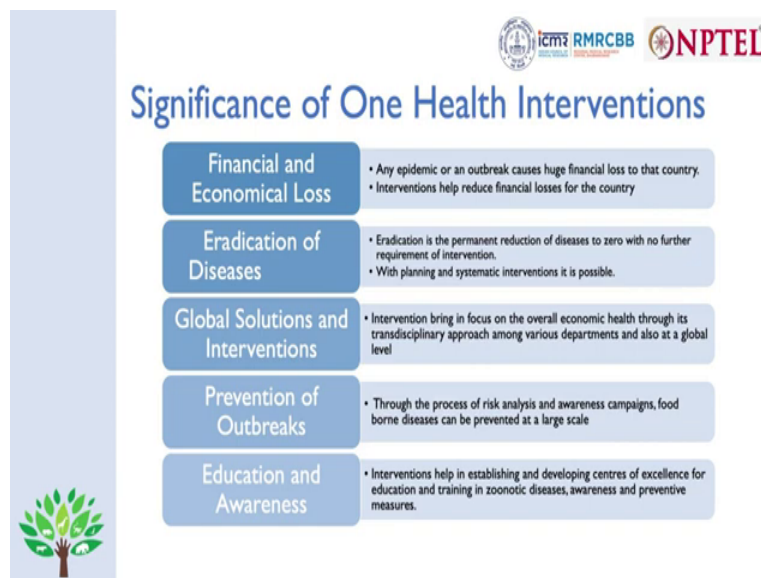 icmr RMRCBB
INDIAN COUNCIL OF
MEDICAL RESEARCH
NPTEL
Significance of One Health Interventions
Financial and
Economical Loss
• Any epidemic or an outbreak causes huge financial loss to that country.
• Interventions help reduce financial losses for the country
Eradication of
Diseases
• Eradication is the permanent reduction of diseases to zero with no further
requirement of intervention.
• With planning and systematic interventions it is possible.
Global Solutions and
Interventions
• Intervention bring in focus on the overall economic health through its
transdisciplinary approach among various departments and also at a global
level
Prevention of
Outbreaks
• Through the process of risk analysis and awareness campaigns, food
borne diseases can be prevented at a large scale
Education and
Awareness
• Interventions help in establishing and developing centres of excellence for
education and training in zoonotic diseases, awareness and preventive
measures.